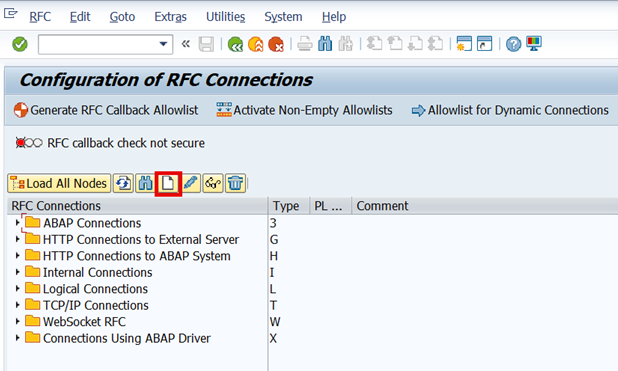 RFC Edit Goto Extras Utilities System Help
Configuration of RFC Connections
Generate RFC Callback Allowlist Activate Non-Empty Allowlists Allowlist for Dynamic Connections
RFC callback check not secure
Load All Nodes
RFC Connections Type PL ... Comment
ABAP Connections 3
HTTP Connections to External Server G
HTTP Connections to ABAP System H
Internal Connections I
Logical Connections L
TCP/IP Connections T
WebSocket RFC W
Connections Using ABAP Driver X